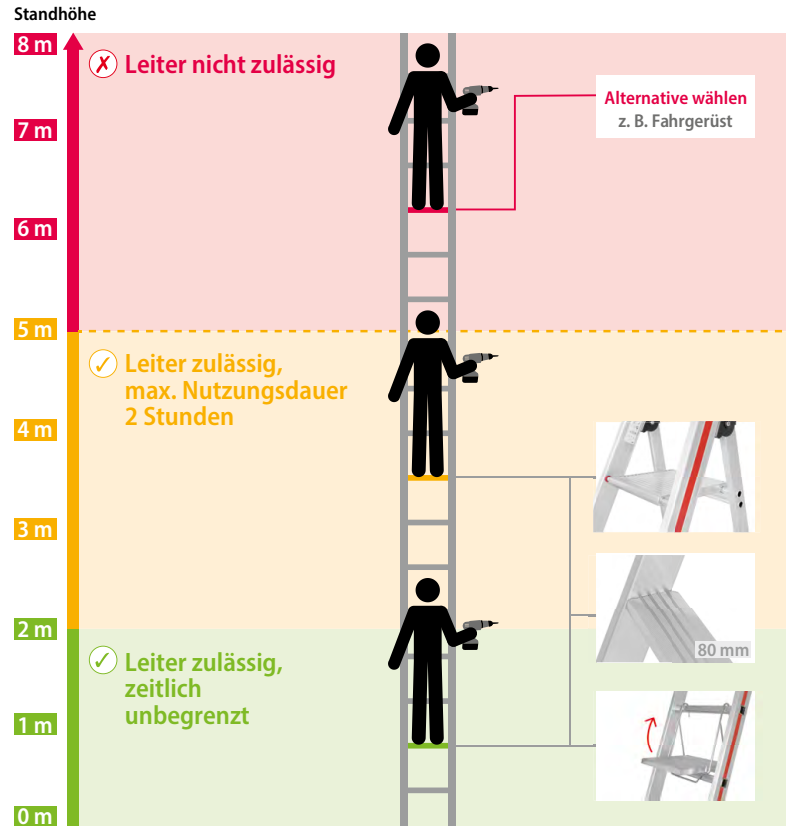 Standhöhe
8 m
✗ Leiter nicht zulässig
Alternative wählen
z. B. Fahrgerüst
7 m
6 m
5 m
✓ Leiter zulässig,
max. Nutzungsdauer
2 Stunden
4 m
3 m
2 m
80 mm
✓ Leiter zulässig,
zeitlich
unbegrenzt
1 m
0 m